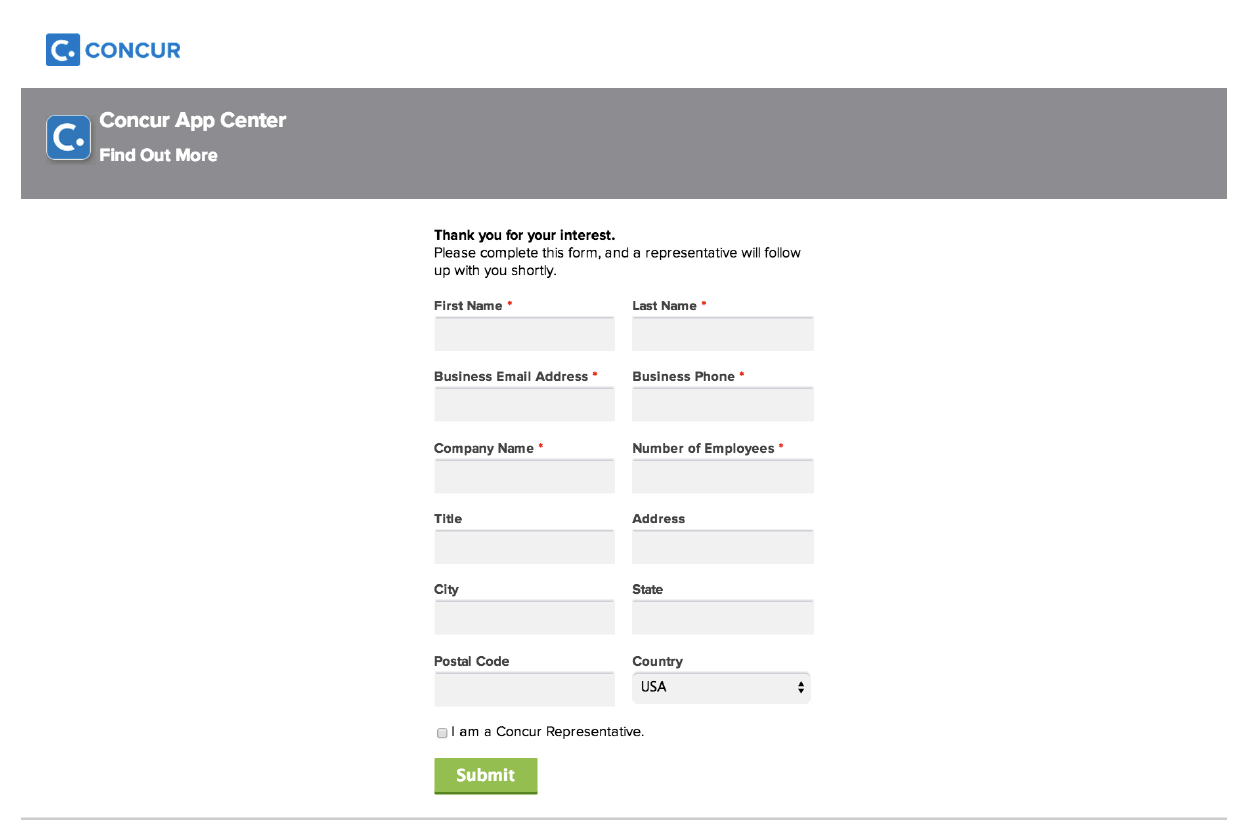 C. CONCUR
C. Concur App Center
Find Out More
Thank you for your interest.
Please complete this form, and a representative will follow
up with you shortly.
First Name * Last Name *
Business Email Address * Business Phone *
Company Name * Number of Employees *
Title Address
City State
Postal Code Country
USA
I am a Concur Representative.
Submit